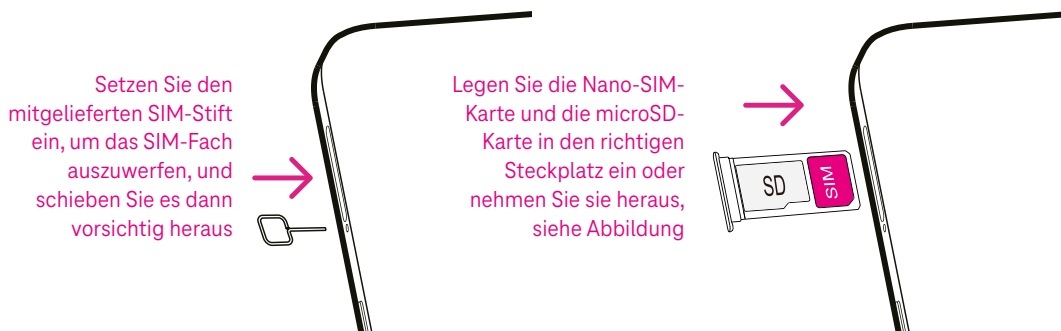 Setzen Sie den
mitgelieferten SIM-Stift
ein, um das SIM-Fach
auszuwerfen, und
schieben Sie es dann
vorsichtig heraus
Legen Sie die Nano-SIM-
Karte und die microSD-
Karte in den richtigen
Steckplatz ein oder
nehmen Sie sie heraus,
siehe Abbildung
SD
SIM